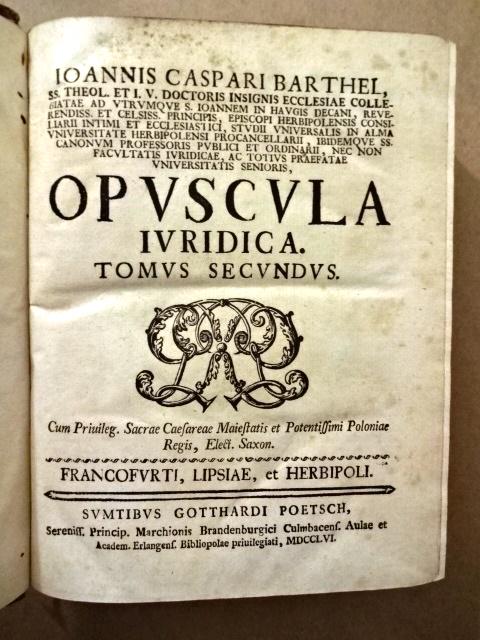 IOANNIS CASPARI BARTHEL,
SS. THEOL. ET I. V. DOCTORIS INSIGNIS ECCLESIAE COLLE-
GIATAE AD VTRVMQVE S. IOANNEM IN HAVGIS DECANI, REVE-
RENDISS. ET CELSISS. PRINCIPIS, EPISCOPI HERBIPOLENSIS CONSI-
LIARII INTIMI ET ECCLESIASTICI, STVDII VNIVERSALIS IN ALMA
VNIVERSITATE HERBIPOLENSI PROCANCELLARII, IBIDEMQVE SS.
CANONVM PROFESSORIS PVBLICI ET ORDINARII, NEC NON
FACVLTATIS IVRIDICAE, AC TOTIVS PRAEFATAE
VNIVERSITATIS SENIORIS,
OPVSCVLA
IVRIDICA.
TOMVS SECVNDVS.
Cum Priuileg. Sacrae Caeſareae Maieſtatis et Potentiſſimi Poloniae
Regis, Elect. Saxon.
FRANCOFVRTI, LIPSIAE, et HERBIPOLI.
SVMTIBVS GOTTHARDI POETSCH,
Sereniſſ. Princip. Marchionis Brandenburgici Culmbacenſ. Aulae et
Academ. Erlangenſ. Bibliopolae priuilegiati, MDCCLVI.